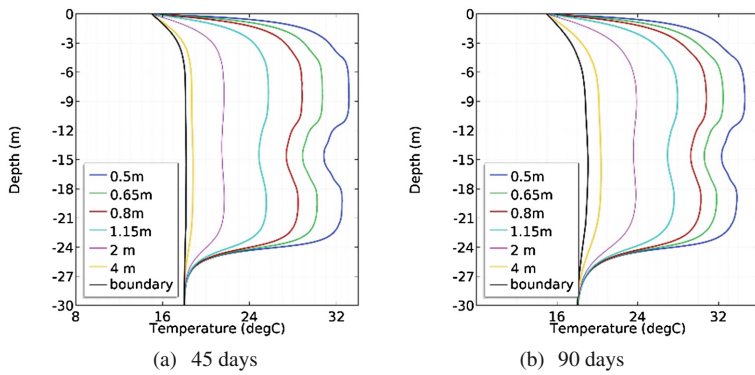 0
-3
-6
-9
-12
-15
-18
-21
-24
-27
-30
Depth (m)
0.5m
0.65m
0.8m
1.15m
2 m
4 m
boundary
8 16 24 32
Temperature (degC)
(a) 45 days
0
-3
-6
-9
-12
-15
-18
-21
-24
-27
-30
Depth (m)
0.5m
0.65m
0.8m
1.15m
2 m
4 m
boundary
16 24 32
Temperature (degC)
(b) 90 days